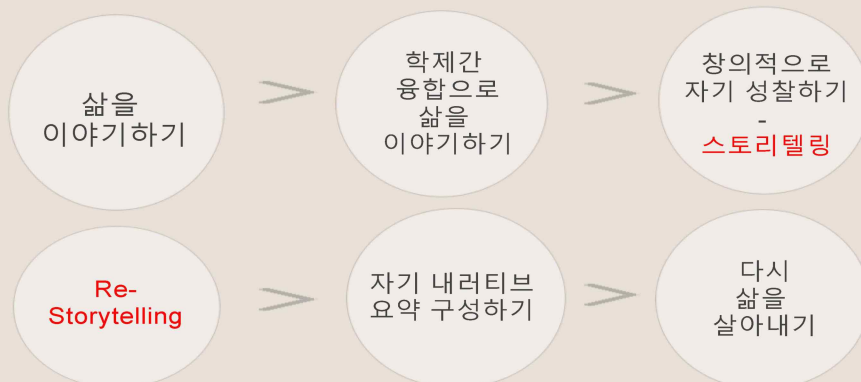 삶을
이야기하기
학제간
융합으로
삶을
이야기하기
창의적으로
자기 성찰하기
-
스토리텔링
Re-
Storytelling
자기 내러티브
요약 구성하기
다시
삶을
살아내기